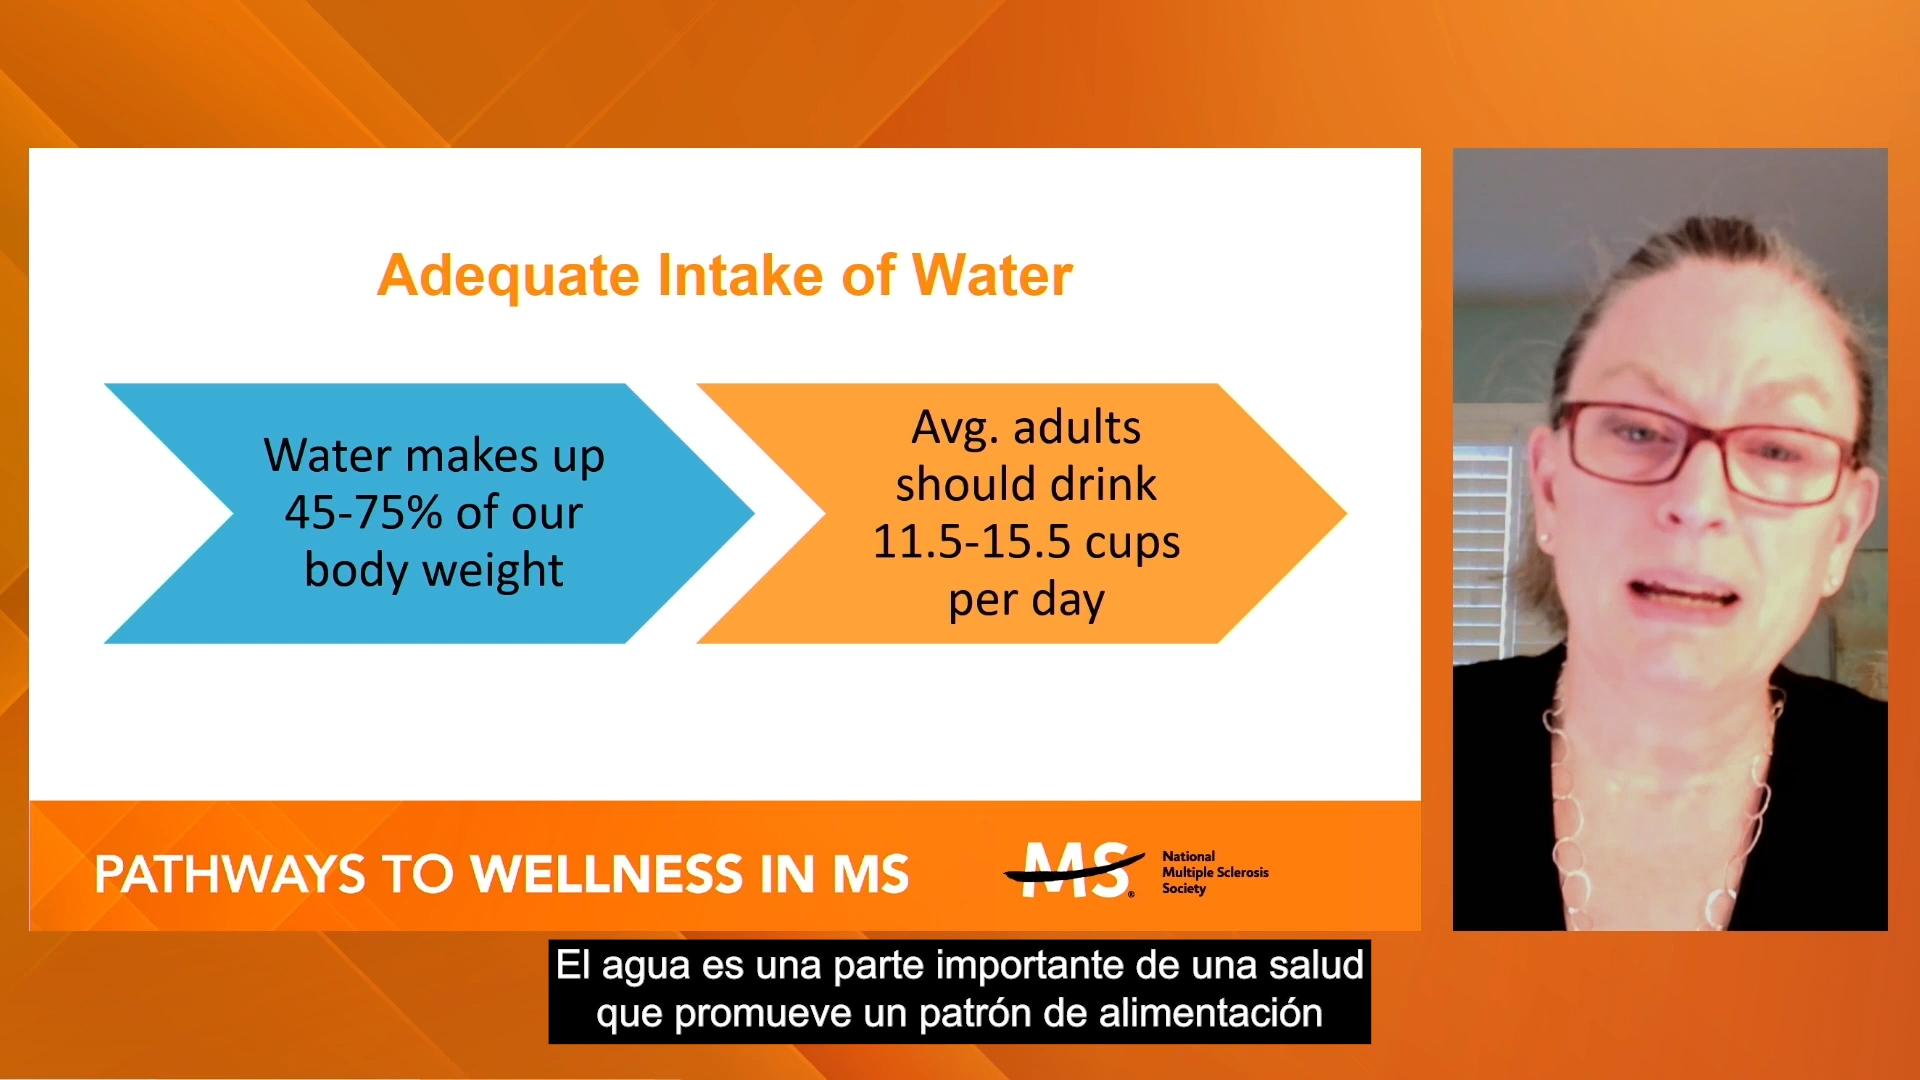 Adequate Intake of Water
Water makes up
45-75% of our
body weight
Avg. adults
should drink
11.5-15.5 cups
per day
PATHWAYS TO WELLNESS IN MS
MS®
National
Multiple Sclerosis
Society
El agua es una parte importante de una salud
que promueve un patrón de alimentación